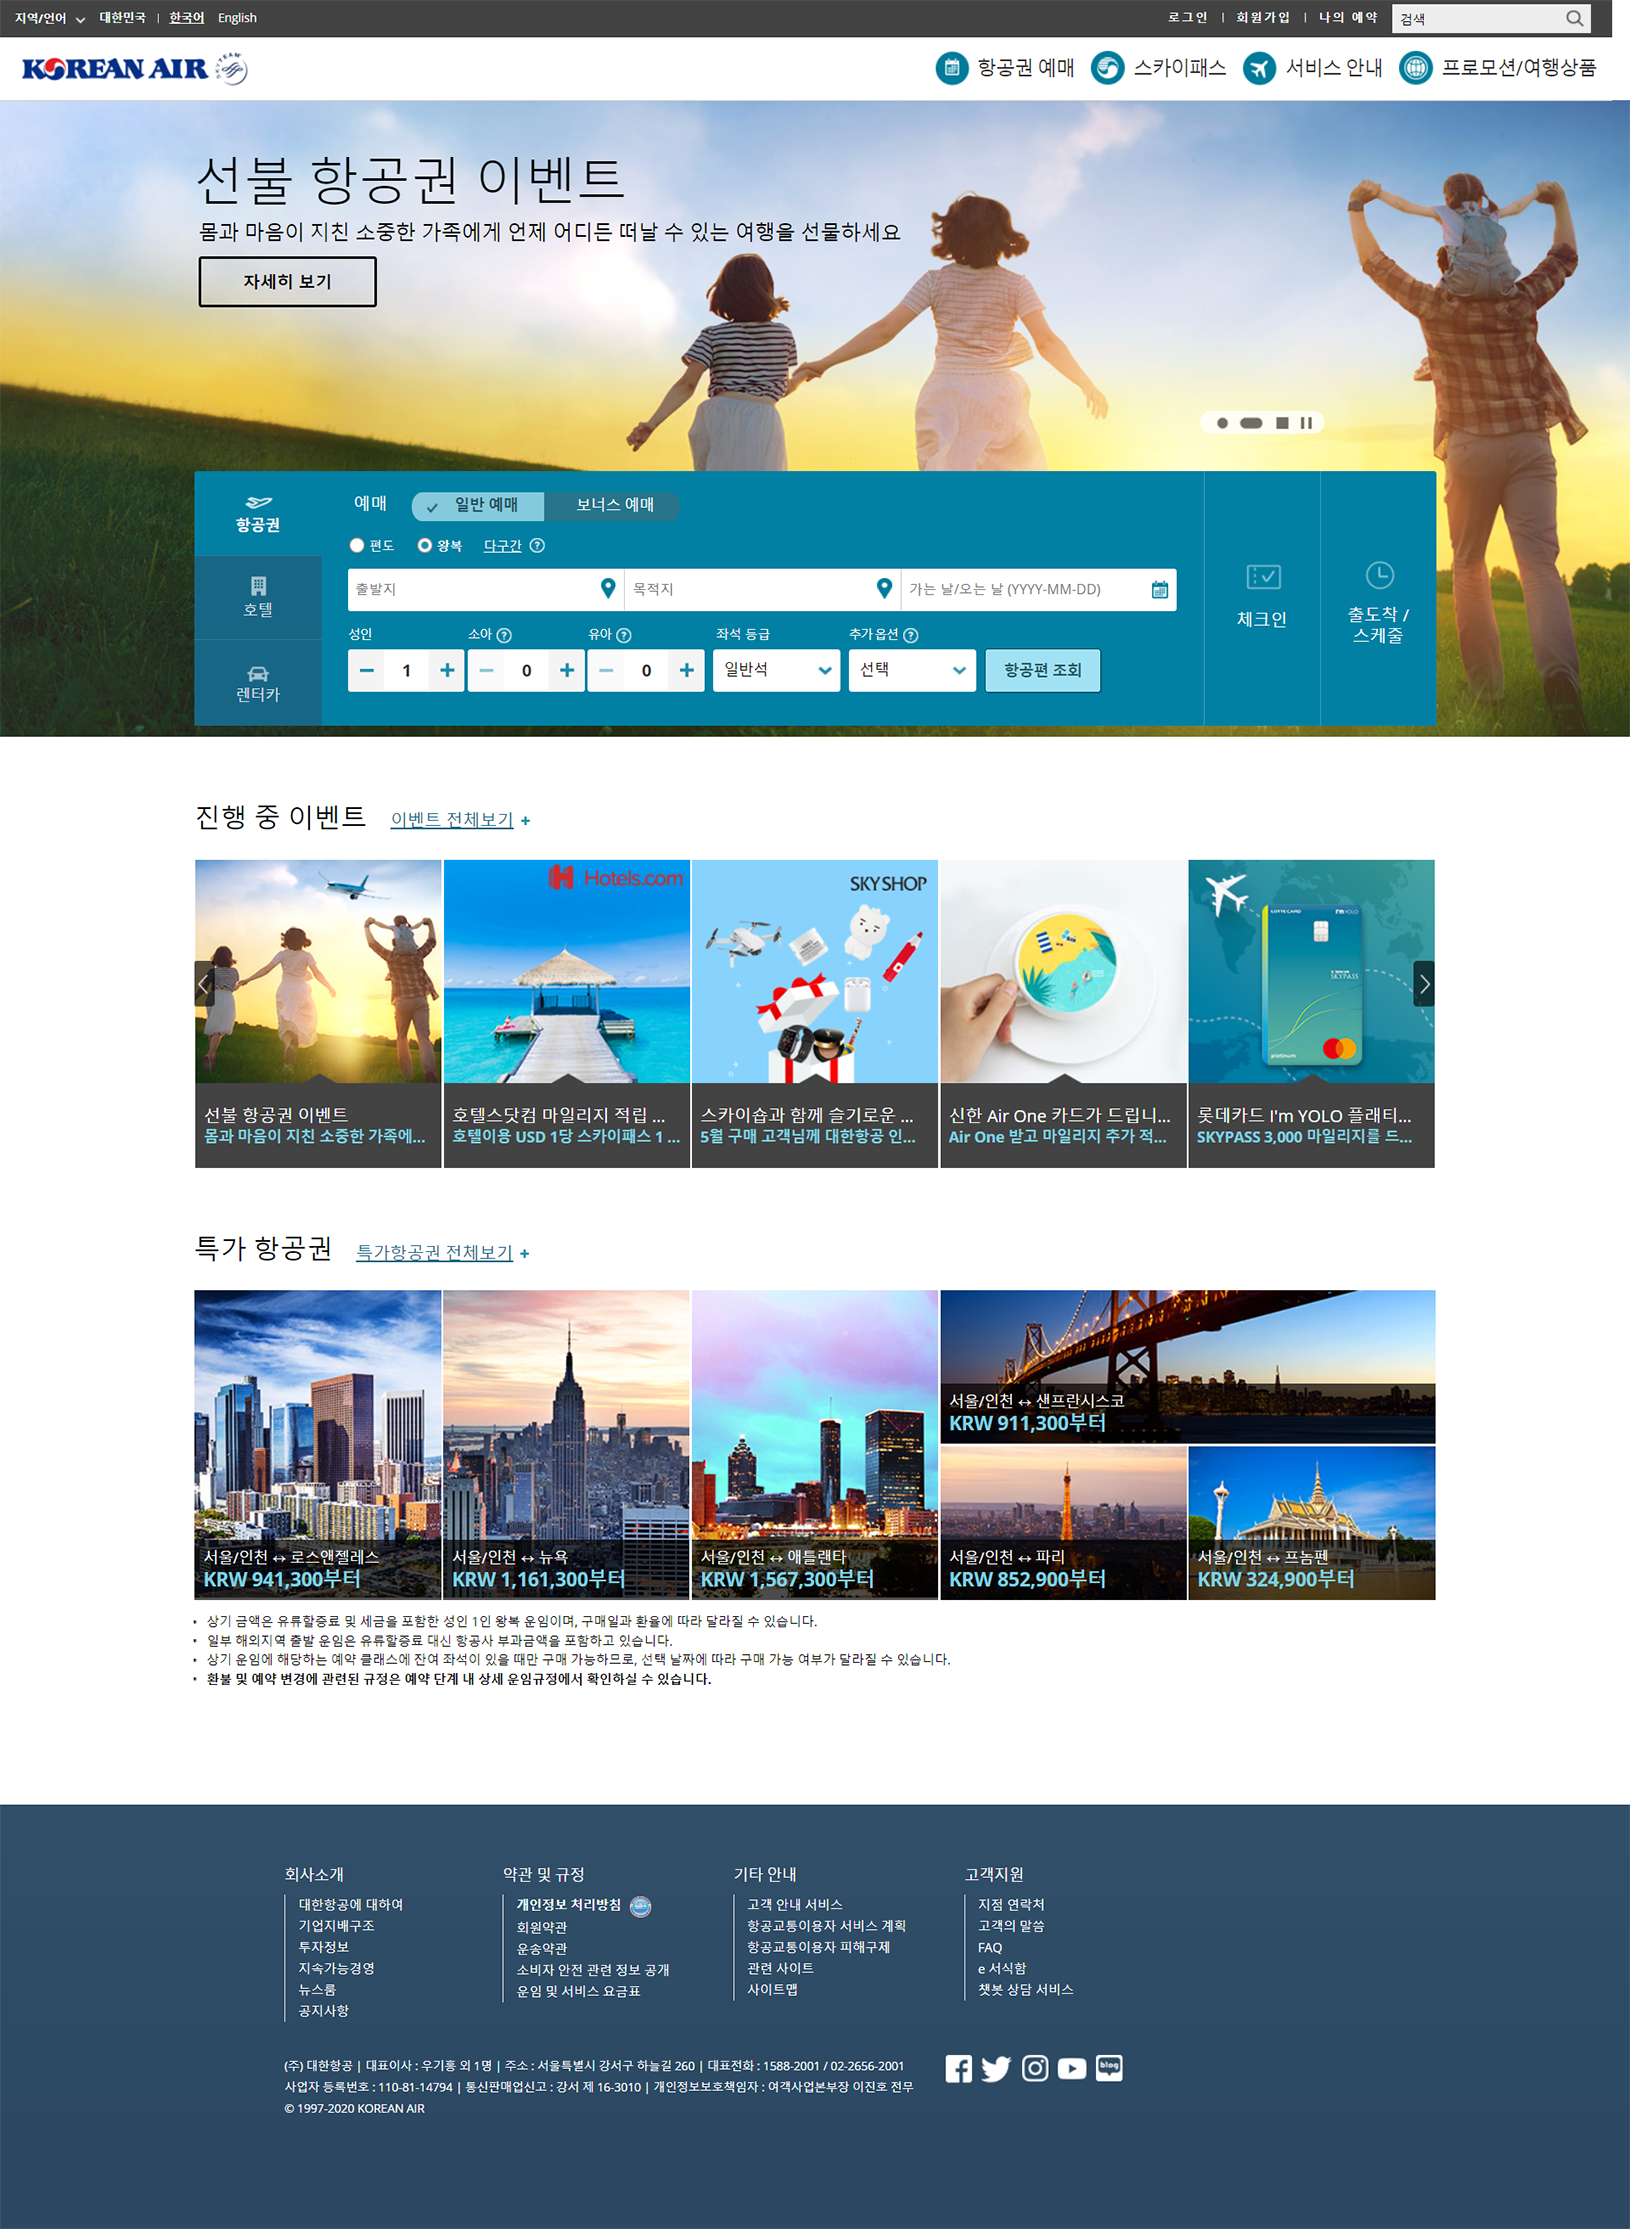 지역/언어 대한민국 | 한국어 English
로그인 | 회원가입 | 나의 예약 검색
KOREAN AIR
항공권 예매 스카이패스 서비스 안내 프로모션/여행상품
선불 항공권 이벤트
몸과 마음이 지친 소중한 가족에게 언제 어디든 떠날 수 있는 여행을 선물하세요
자세히 보기
항공권
호텔
렌터카
예매 일반 예매 보너스 예매
편도 왕복 다구간 ?
출발지 목적지 가는 날/오는 날 (YYYY-MM-DD)
성인 소아 ? 유아 ? 좌석 등급 추가옵션 ?
− 1 + − 0 + − 0 + 일반석 선택 항공편 조회
체크인
출도착 /
스케줄
진행 중 이벤트 이벤트 전체보기 +
Hotels.com
SKY SHOP
LOTTECARD I'm YOLO
SKYPASS
platinum
선불 항공권 이벤트
몸과 마음이 지친 소중한 가족에...
호텔스닷컴 마일리지 적립 ...
호텔이용 USD 1당 스카이패스 1 ...
스카이숍과 함께 슬기로운 ...
5월 구매 고객님께 대한항공 인...
신한 Air One 카드가 드립니...
Air One 받고 마일리지 추가 적...
롯데카드 I'm YOLO 플래티...
SKYPASS 3,000 마일리지를 드...
특가 항공권 특가항공권 전체보기 +
서울/인천 ↔ 로스앤젤레스
KRW 941,300부터
서울/인천 ↔ 뉴욕
KRW 1,161,300부터
서울/인천 ↔ 애틀랜타
KRW 1,567,300부터
서울/인천 ↔ 샌프란시스코
KRW 911,300부터
서울/인천 ↔ 파리
KRW 852,900부터
서울/인천 ↔ 프놈펜
KRW 324,900부터
• 상기 금액은 유류할증료 및 세금을 포함한 성인 1인 왕복 운임이며, 구매일과 환율에 따라 달라질 수 있습니다.
• 일부 해외지역 출발 운임은 유류할증료 대신 항공사 부과금액을 포함하고 있습니다.
• 상기 운임에 해당하는 예약 클래스에 잔여 좌석이 있을 때만 구매 가능하므로, 선택 날짜에 따라 구매 가능 여부가 달라질 수 있습니다.
• 환불 및 예약 변경에 관련된 규정은 예약 단계 내 상세 운임규정에서 확인하실 수 있습니다.
회사소개
대한항공에 대하여
기업지배구조
투자정보
지속가능경영
뉴스룸
공지사항
약관 및 규정
개인정보 처리방침
회원약관
운송약관
소비자 안전 관련 정보 공개
운임 및 서비스 요금표
기타 안내
고객 안내 서비스
항공교통이용자 서비스 계획
항공교통이용자 피해구제
관련 사이트
사이트맵
고객지원
지점 연락처
고객의 말씀
FAQ
e 서식함
챗봇 상담 서비스
(주) 대한항공 | 대표이사 : 우기홍 외 1명 | 주소 : 서울특별시 강서구 하늘길 260 | 대표전화 : 1588-2001 / 02-2656-2001
사업자 등록번호 : 110-81-14794 | 통신판매업신고 : 강서 제 16-3010 | 개인정보보호책임자 : 여객사업본부장 이진호 전무
© 1997-2020 KOREAN AIR
blog